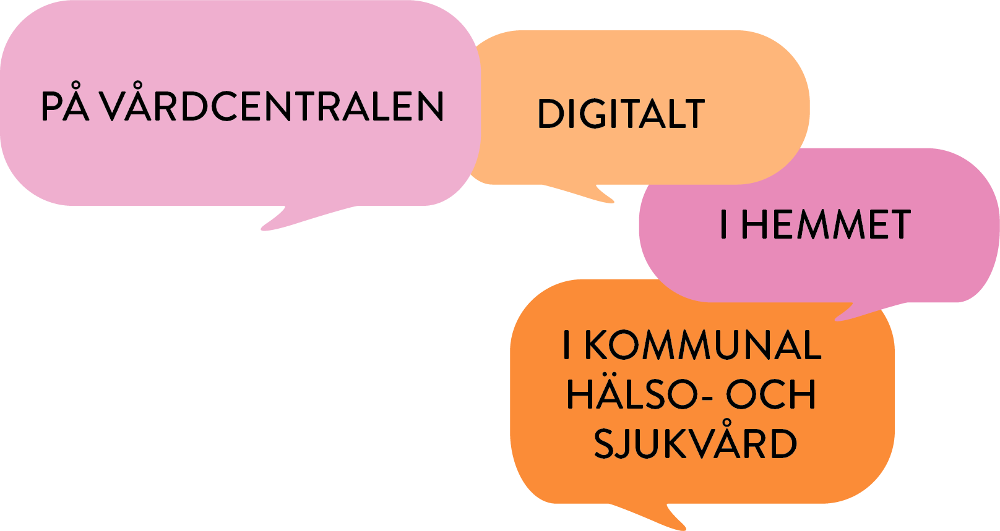 PÅ VÅRDCENTRALEN
DIGITALT
I HEMMET
I KOMMUNAL
HÄLSO- OCH
SJUKVÅRD